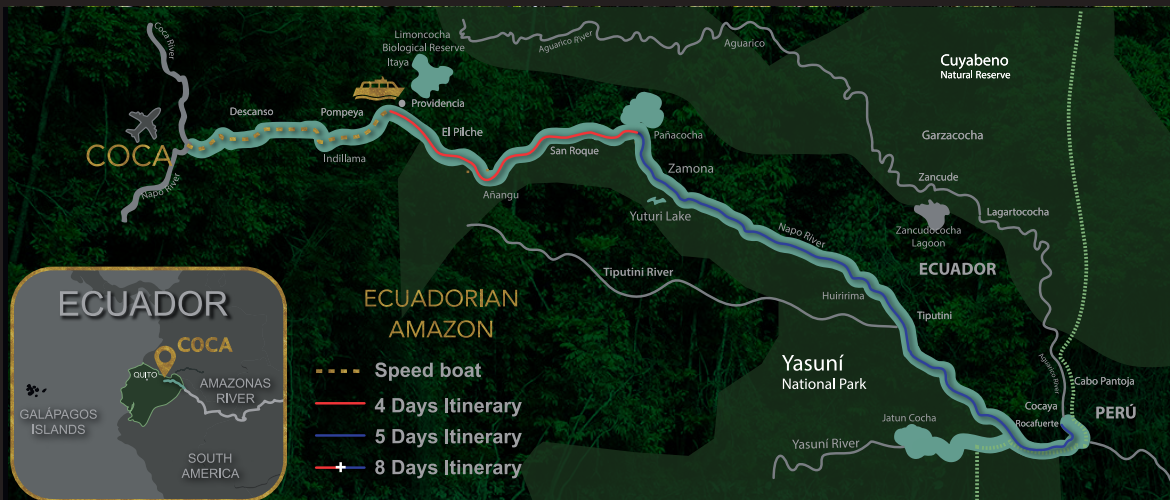 Coca River
Limoncocha
Biological Reserve
Itaya
Aguarico River
Aguarico
Cuyabeno
Natural Reserve
Descanso
Pompeya
Providencia
El Pilche
Pañacocha
Garzacocha
COCA
Indillama
San Roque
Zamona
Zancude
Napo River
Añangu
Yuturi Lake
Lagartococha
Zancudococha
Lagoon
Napo River
ECUADOR
Tiputini River
Huiririma
Tiputini
ECUADOR
COCA
QUITO
AMAZONAS
RIVER
GALÁPAGOS
ISLANDS
SOUTH
AMERICA
ECUADORIAN
AMAZON
Speed boat
4 Days Itinerary
5 Days Itinerary
8 Days Itinerary
Yasuní
National Park
Aguarico River
Cabo Pantoja
Cocaya
PERÚ
Rocafuerte
Jatun Cocha
Yasuní River